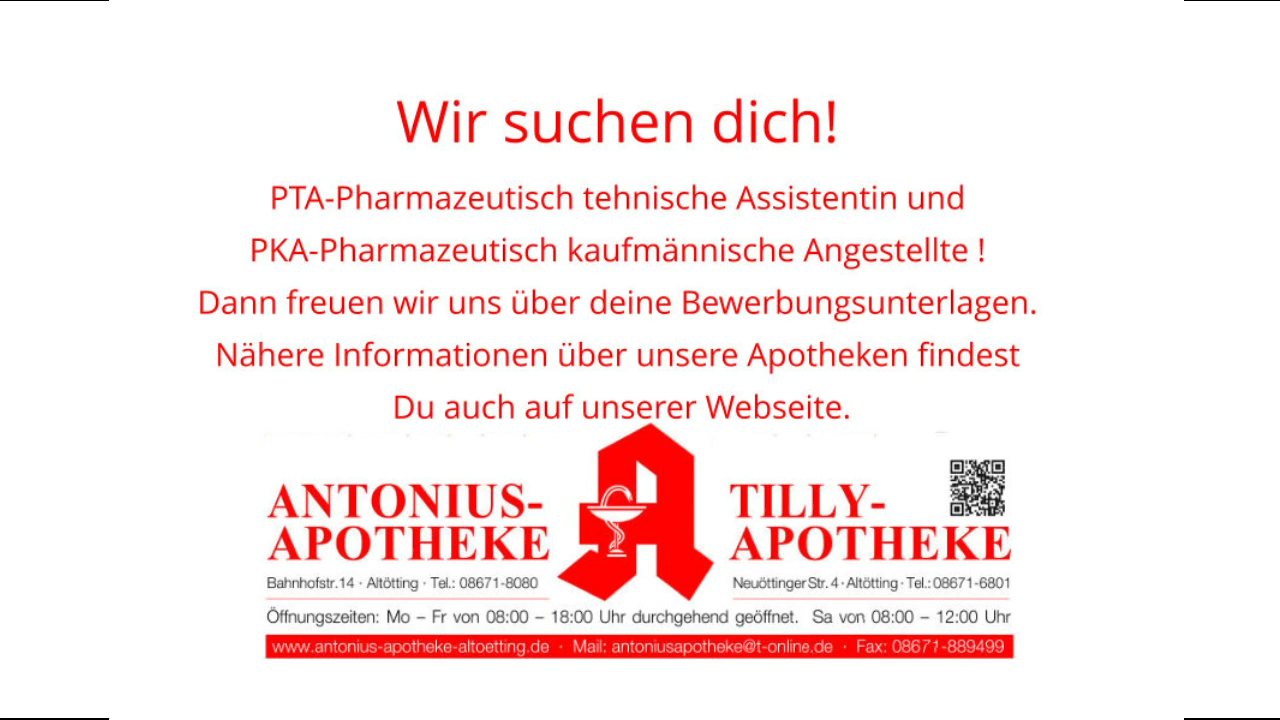 Wir suchen dich!
PTA-Pharmazeutisch tehnische Assistentin und
PKA-Pharmazeutisch kaufmännische Angestellte !
Dann freuen wir uns über deine Bewerbungsunterlagen.
Nähere Informationen über unsere Apotheken findest
Du auch auf unserer Webseite.
ANTONIUS-
APOTHEKE
Bahnhofstr.14 · Altötting · Tel.: 08671-8080
TILLY-
APOTHEKE
Neuöttinger Str. 4 · Altötting · Tel.: 08671-6801
Öffnungszeiten: Mo – Fr von 08:00 – 18:00 Uhr durchgehend geöffnet. Sa von 08:00 – 12:00 Uhr
www.antonius-apotheke-altoetting.de · Mail: antoniusapotheke@t-online.de · Fax: 08671-889499